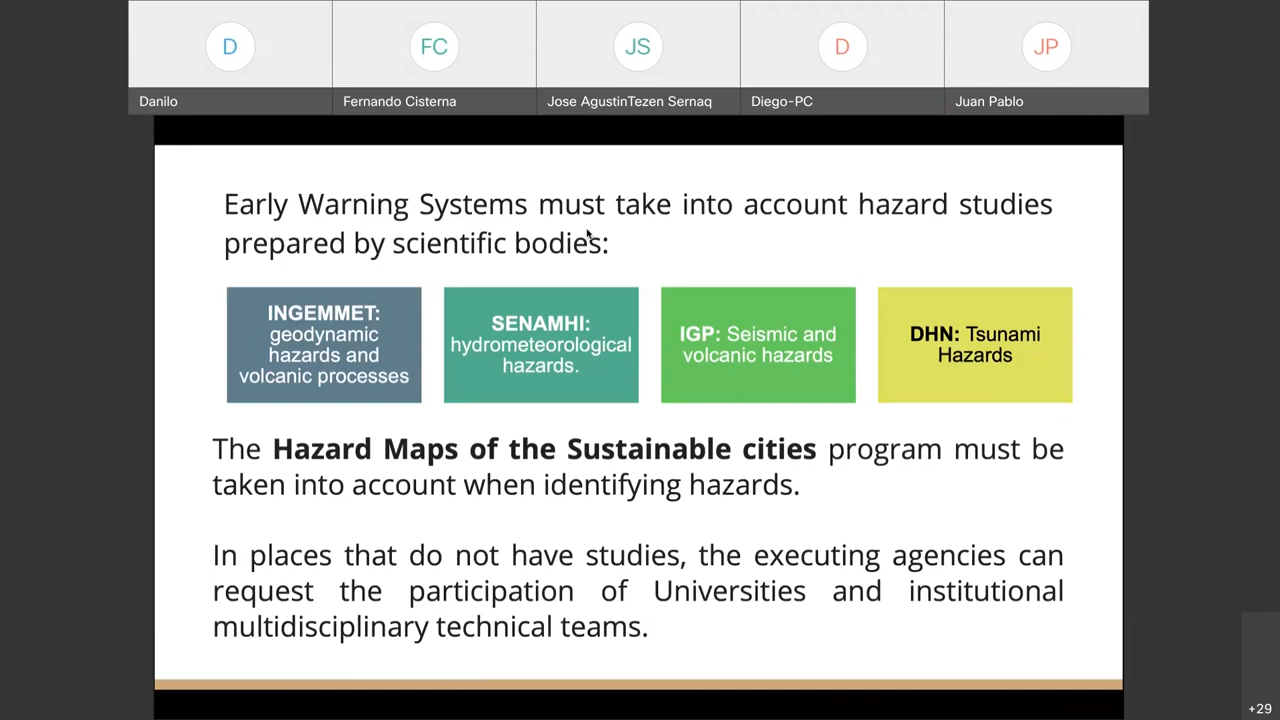 D
FC
JS
D
JP
Danilo
Fernando Cisterna
Jose AgustinTezen Sernaq
Diego-PC
Juan Pablo
Early Warning Systems must take into account hazard studies
prepared by scientific bodies:
INGEMMET:
geodynamic
hazards and
volcanic processes
SENAMHI:
hydrometeorological
hazards.
IGP: Seismic and
volcanic hazards
DHN: Tsunami
Hazards
The Hazard Maps of the Sustainable cities program must be
taken into account when identifying hazards.
In places that do not have studies, the executing agencies can
request the participation of Universities and institutional
multidisciplinary technical teams.
+29